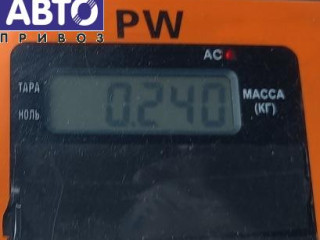 АВТО
ПРИВОЗ
PW
AC
ТАРА
НОЛЬ
0.240
МАССА
(КГ)